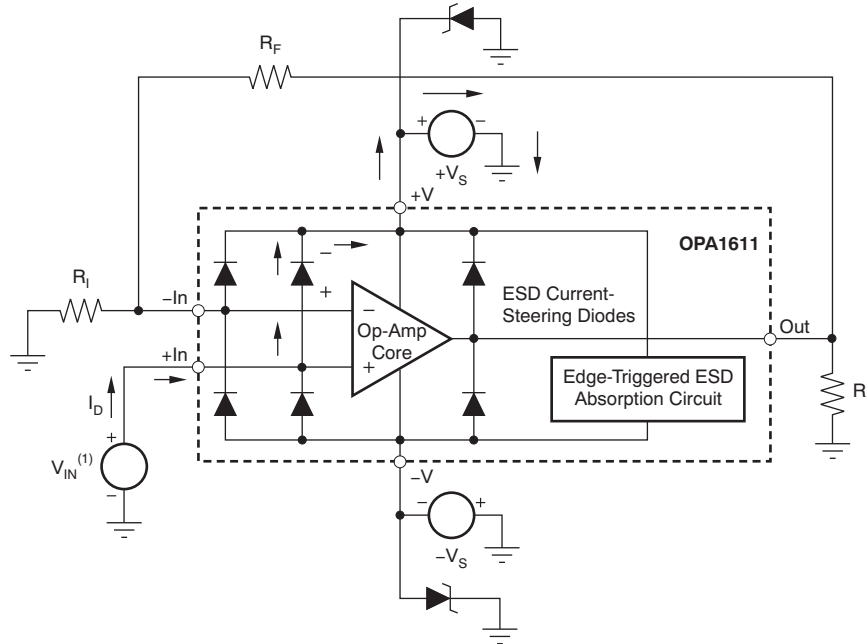 R_F
+ −
+V_S
+V
OPA1611
−
+
R_I
−In
−
Op-Amp
Core
+
ESD Current-
Steering Diodes
Out
+In
Edge-Triggered ESD
Absorption Circuit
R
I_D
+
V_IN^(1)
−
−V
− +
−V_S